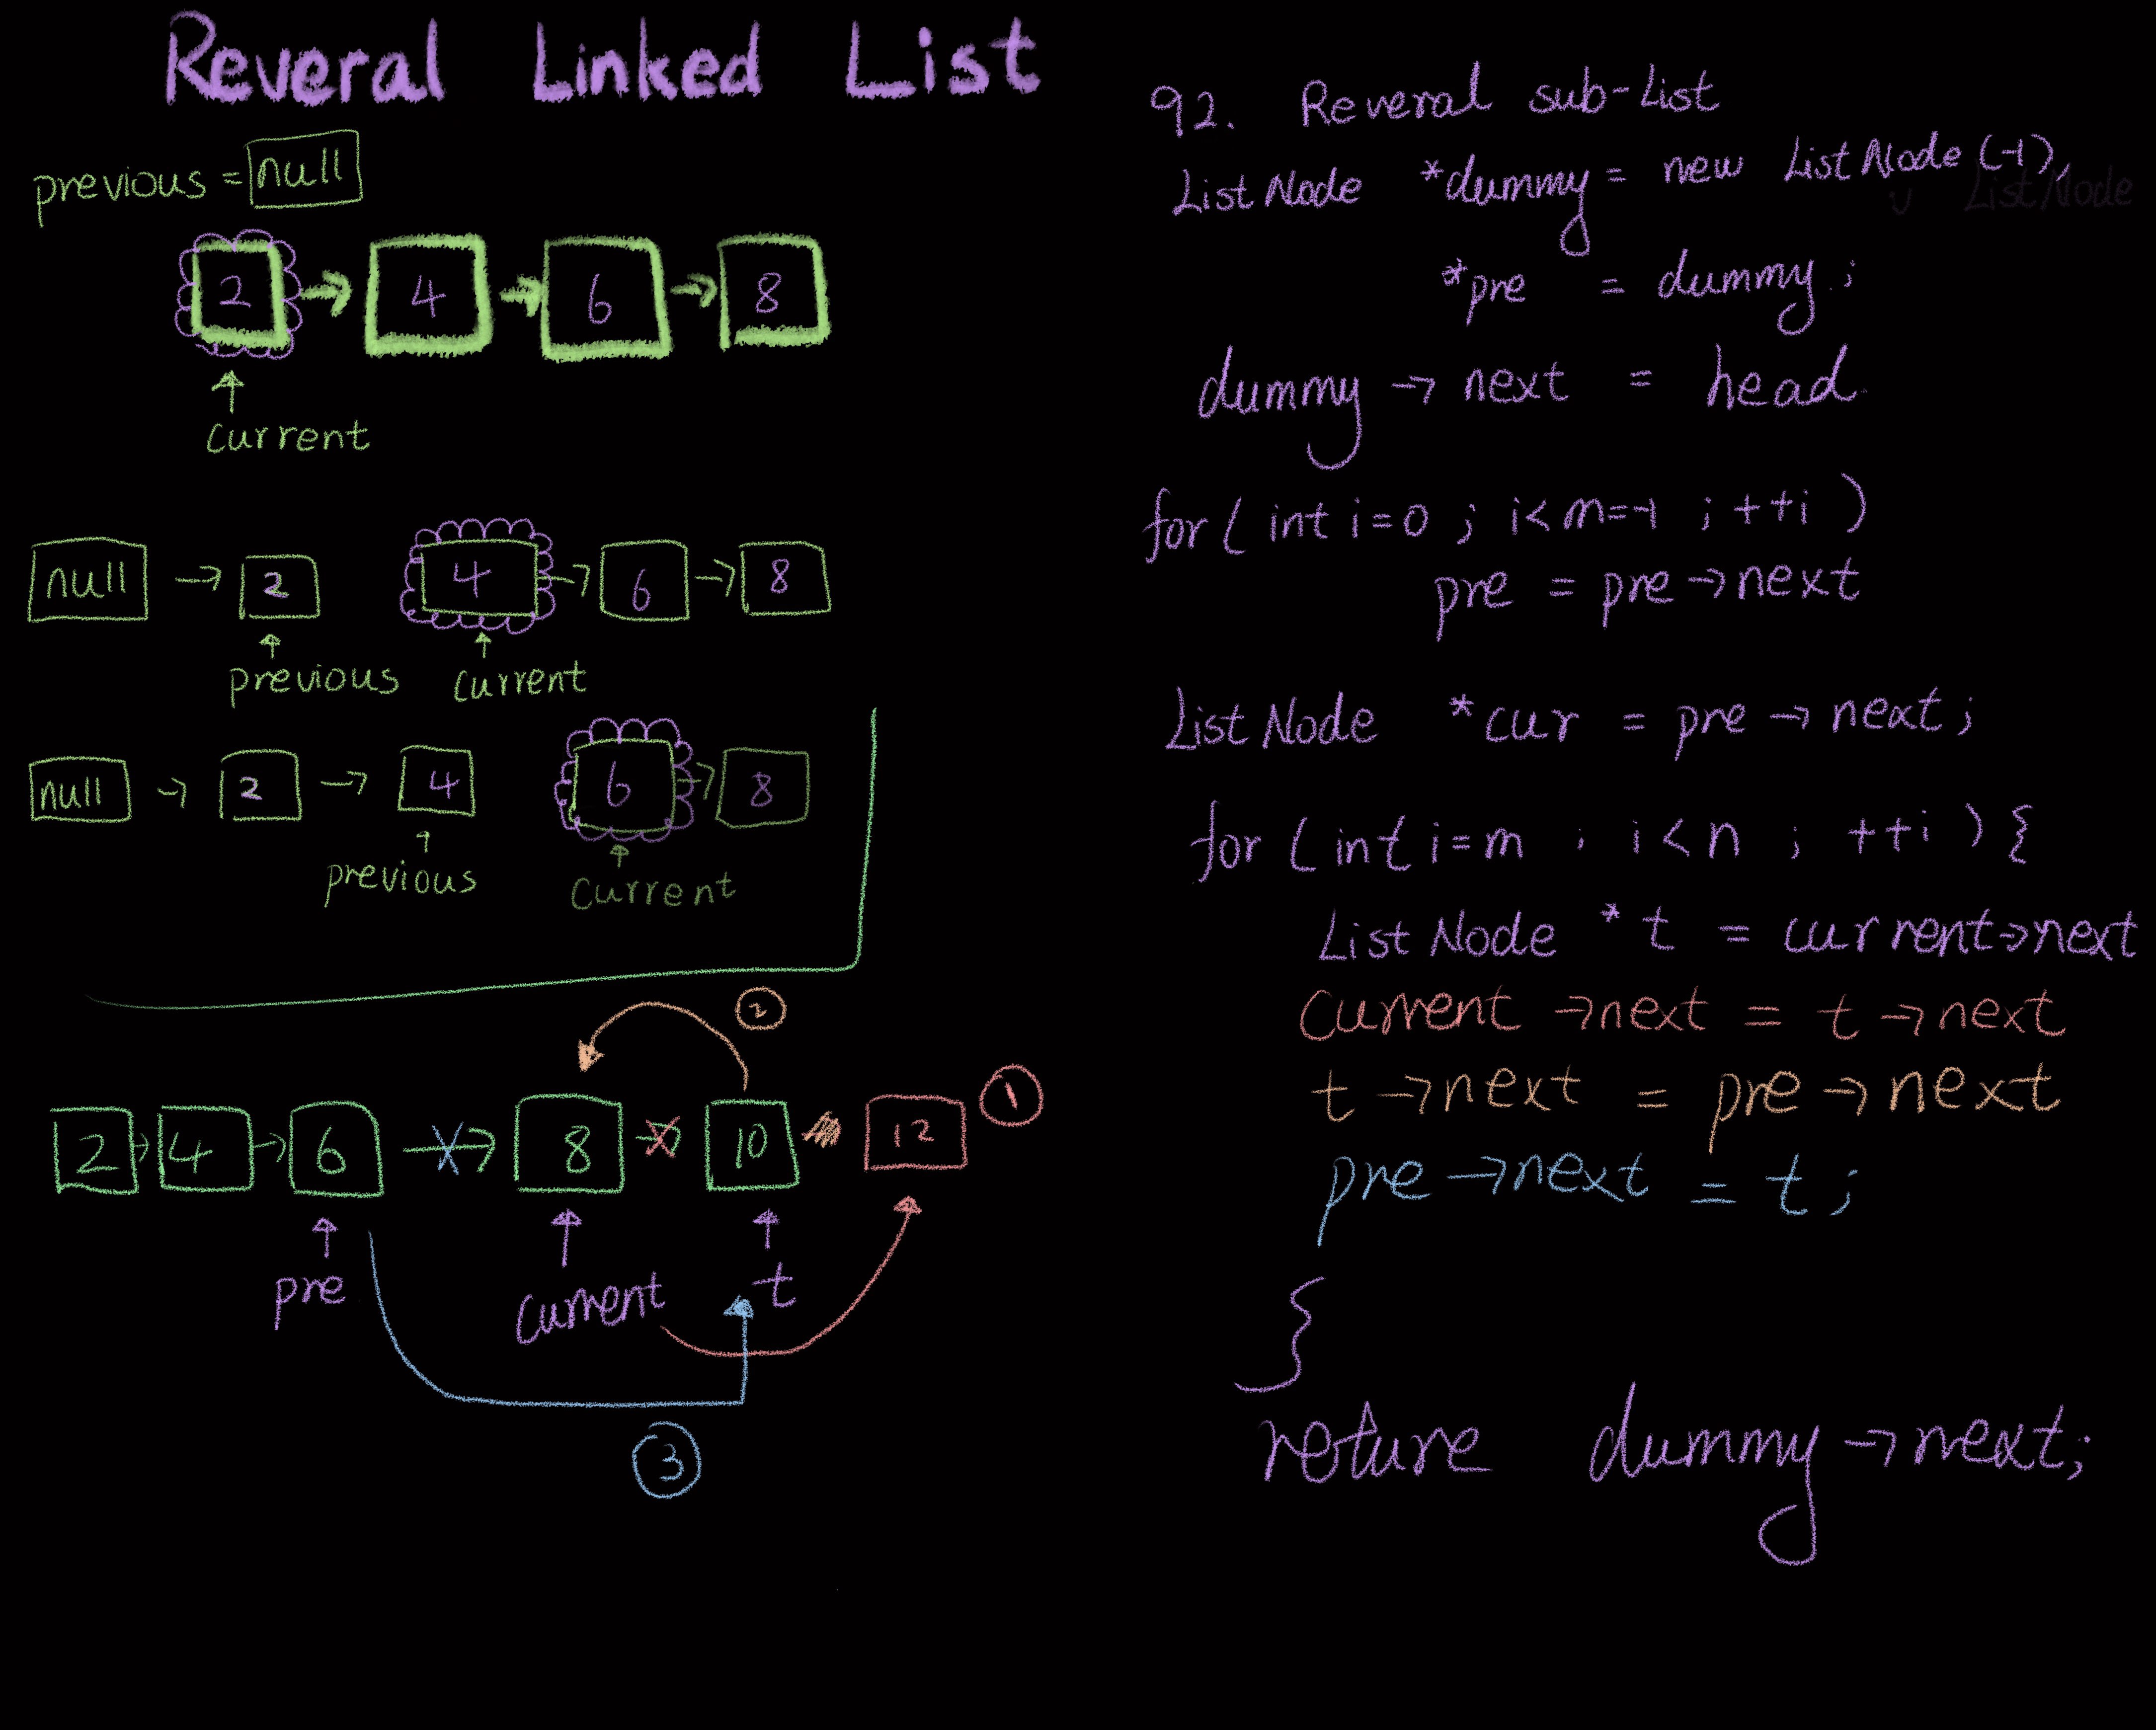 Reveral Linked List
previous = null
2 → 4 → 6 → 8
↑
current
null → 2 4 → 6 → 8
↑ ↑
previous current
null → 2 → 4 6 → 8
↑ ↑
previous current
②
2 → 4 → 6 → 8 → 10 12 ①
↑ ↑ ↑
pre current t
③
92. Reveral sub-List
List Node *dummy = new List Node (-1),
List Node
*pre = dummy ;
dummy → next = head
for ( int i=0 ; i< m=-1 ; ++i )
pre = pre → next
List Node *cur = pre → next ;
for ( int i=m ; i<n ; ++i ) {
List Node * t = current→next
Current →next = t →next
t →next = pre → next
pre →next = t ;
}
reture dummy →next;